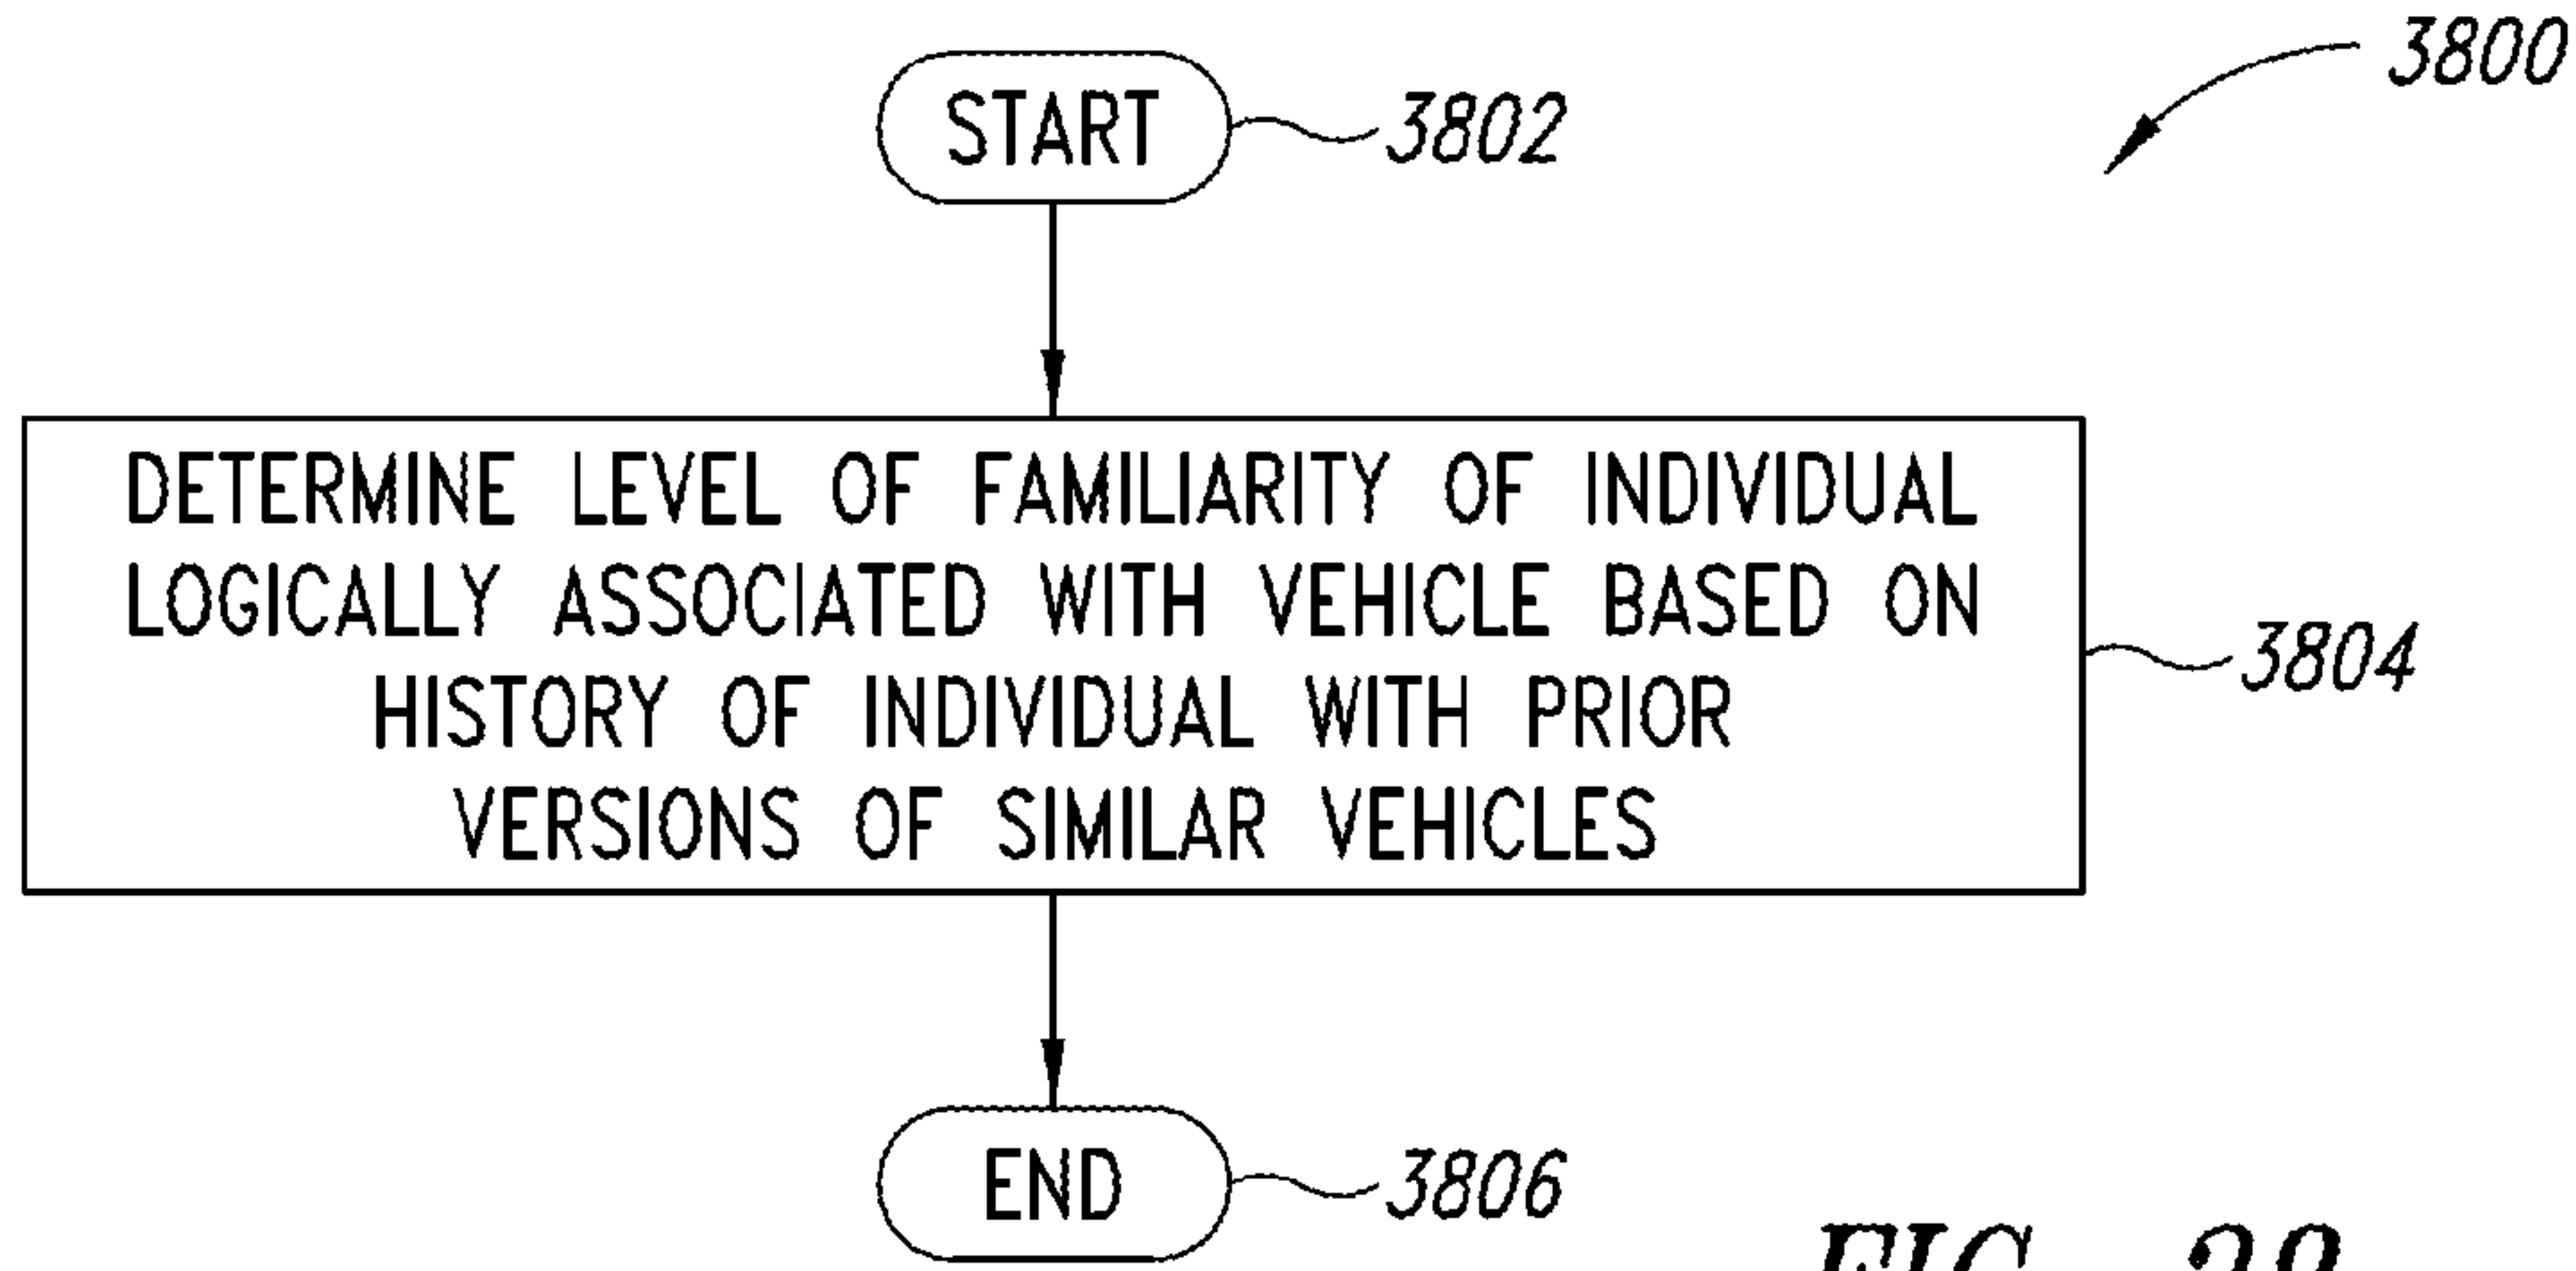 3800
START
3802
DETERMINE LEVEL OF FAMILIARITY OF INDIVIDUAL
LOGICALLY ASSOCIATED WITH VEHICLE BASED ON
HISTORY OF INDIVIDUAL WITH PRIOR
VERSIONS OF SIMILAR VEHICLES
3804
END
3806
FIG.